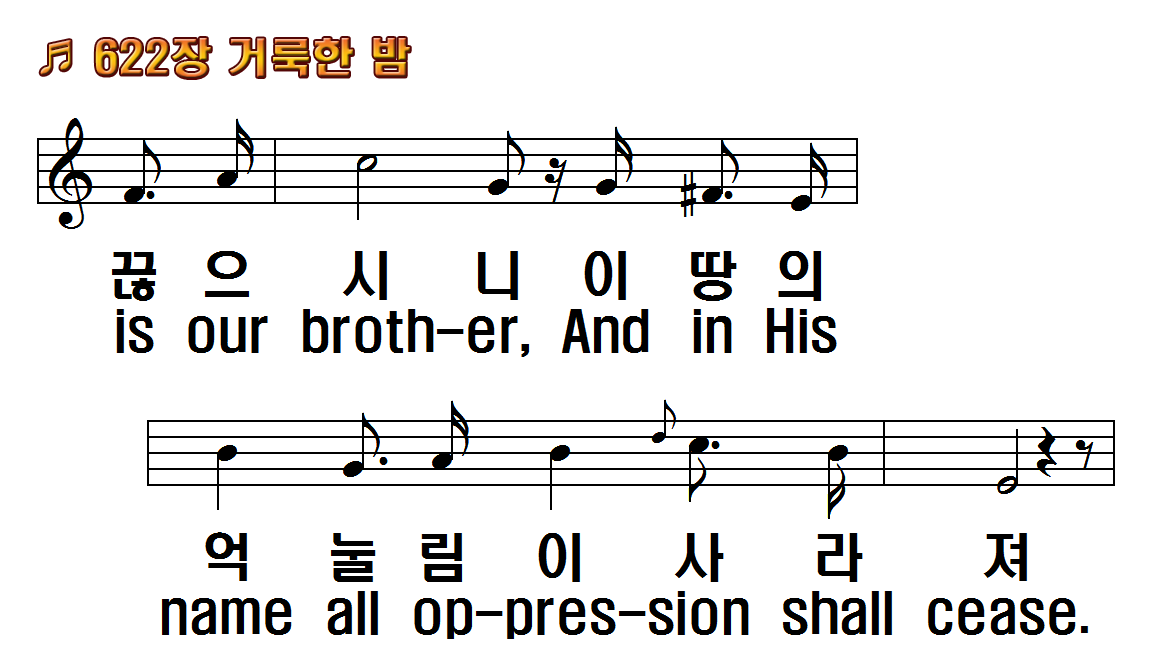 622장 거룩한 밤
끊 으 시 니 이 땅 의
is our broth-er, And in His
억 눌 림 이 사 라 져
name all op-pres-sion shall cease.